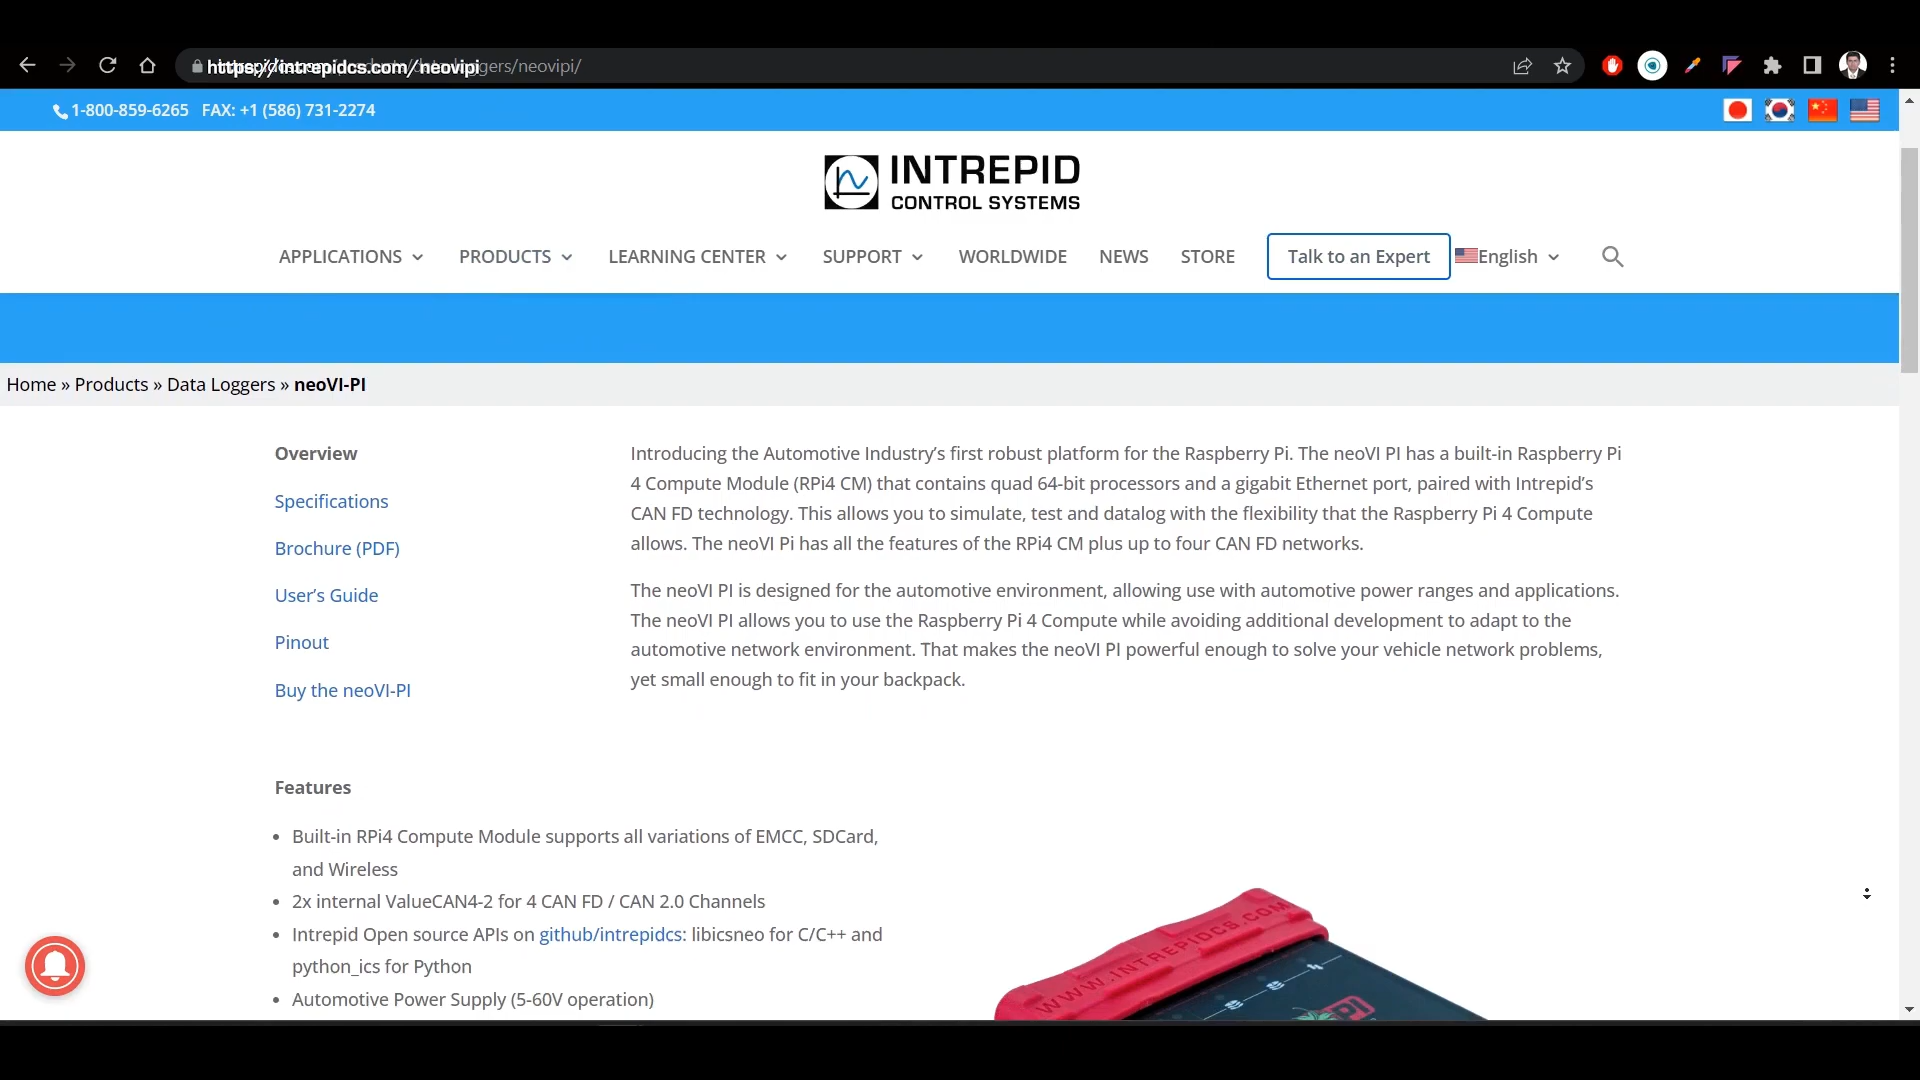 https://intrepidcs.com/neovipi
gers/neovipi/
1-800-859-6265 FAX: +1 (586) 731-2274
INTREPID
CONTROL SYSTEMS
APPLICATIONS PRODUCTS LEARNING CENTER SUPPORT WORLDWIDE NEWS STORE Talk to an Expert English
Home » Products » Data Loggers » neoVI-PI
Overview
Specifications
Brochure (PDF)
User’s Guide
Pinout
Buy the neoVI-PI
Introducing the Automotive Industry’s first robust platform for the Raspberry Pi. The neoVI PI has a built-in Raspberry Pi
4 Compute Module (RPi4 CM) that contains quad 64-bit processors and a gigabit Ethernet port, paired with Intrepid’s
CAN FD technology. This allows you to simulate, test and datalog with the flexibility that the Raspberry Pi 4 Compute
allows. The neoVI Pi has all the features of the RPi4 CM plus up to four CAN FD networks.
The neoVI PI is designed for the automotive environment, allowing use with automotive power ranges and applications.
The neoVI PI allows you to use the Raspberry Pi 4 Compute while avoiding additional development to adapt to the
automotive network environment. That makes the neoVI PI powerful enough to solve your vehicle network problems,
yet small enough to fit in your backpack.
Features
• Built-in RPi4 Compute Module supports all variations of EMCC, SDCard,
and Wireless
• 2x internal ValueCAN4-2 for 4 CAN FD / CAN 2.0 Channels
• Intrepid Open source APIs on github/intrepidcs: libicsneo for C/C++ and
python_ics for Python
• Automotive Power Supply (5-60V operation)
WWW.INTREPIDCS.COM
PI